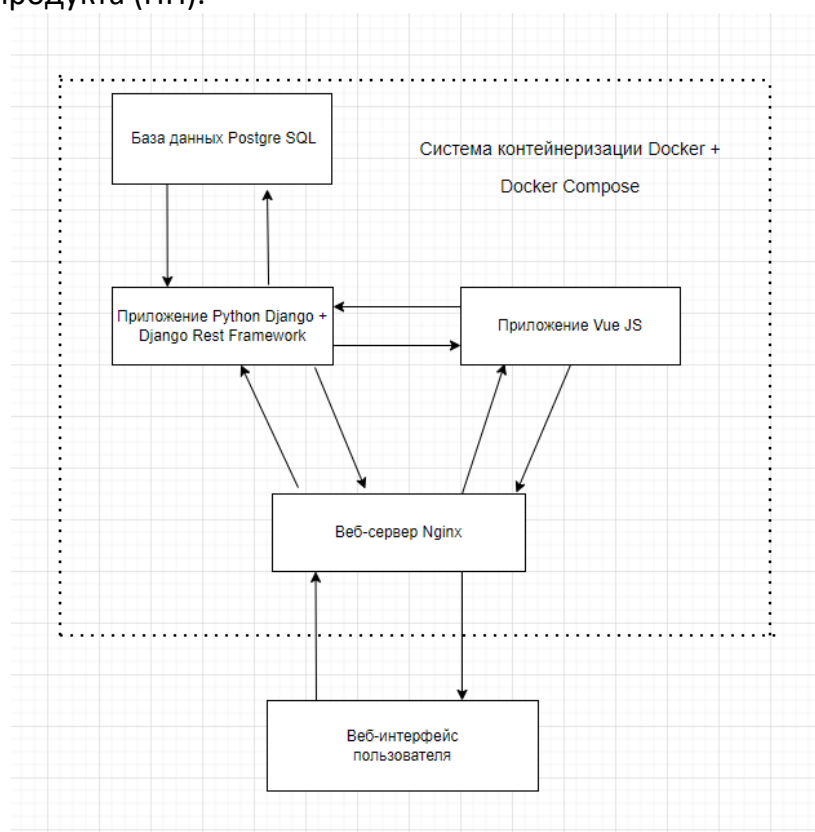 продукта (ПП).
База данных Postgre SQL
Система контейнеризации Docker +
Docker Compose
Приложение Python Django +
Django Rest Framework
Приложение Vue JS
Веб-сервер Nginx
Веб-интерфейс
пользователя